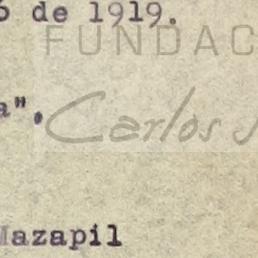 de 1919.
FUNDAC
a",
Carlos
Mazapil